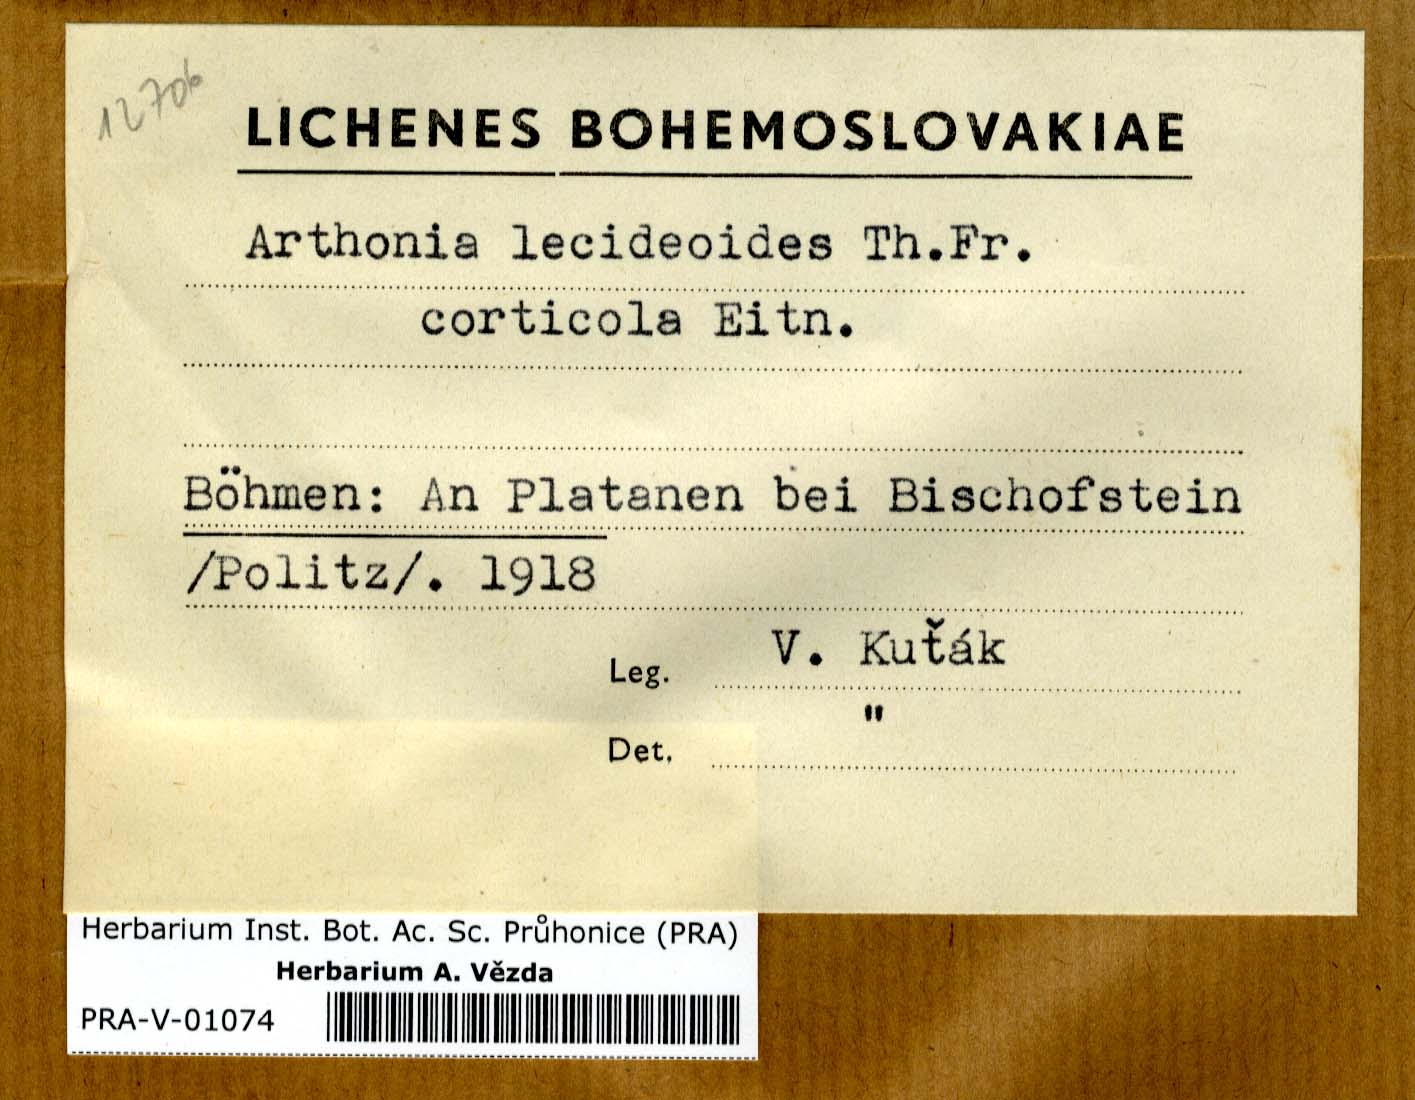 12706
LICHENES BOHEMOSLOVAKIAE
Arthonia lecideoides Th.Fr.
corticola Eitn.
Böhmen: An Platanen bei Bischofstein
/Politz/. 1918
Leg. V. Kuťák
Det. "
Herbarium Inst. Bot. Ac. Sc. Průhonice (PRA)
Herbarium A. Vězda
PRA-V-01074